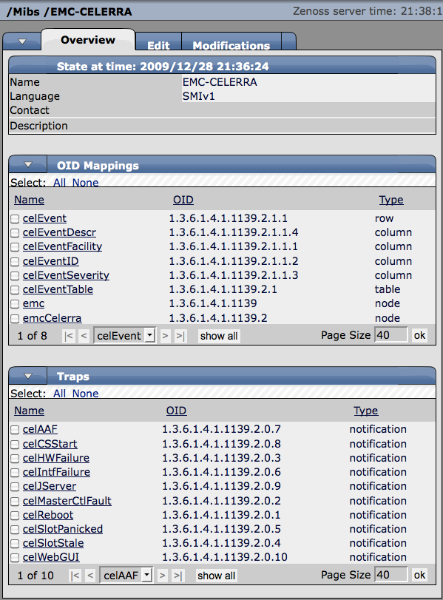 /Mibs /EMC-CELERRA Zenoss server time: 21:38:1
Overview Edit Modifications
State at time: 2009/12/28 21:36:24
Name EMC-CELERRA
Language SMIv1
Contact
Description
OID Mappings
Select: All None
Name OID Type
celEvent 1.3.6.1.4.1.1139.2.1.1 row
celEventDescr 1.3.6.1.4.1.1139.2.1.1.4 column
celEventFacility 1.3.6.1.4.1.1139.2.1.1.1 column
celEventID 1.3.6.1.4.1.1139.2.1.1.2 column
celEventSeverity 1.3.6.1.4.1.1139.2.1.1.3 column
celEventTable 1.3.6.1.4.1.1139.2.1 table
emc 1.3.6.1.4.1.1139 node
emcCelerra 1.3.6.1.4.1.1139.2 node
1 of 8 |< < celEvent > >| show all Page Size 40 ok
Traps
Select: All None
Name OID Type
celAAF 1.3.6.1.4.1.1139.2.0.7 notification
celCSStart 1.3.6.1.4.1.1139.2.0.8 notification
celHWFailure 1.3.6.1.4.1.1139.2.0.3 notification
celIntfFailure 1.3.6.1.4.1.1139.2.0.6 notification
celJServer 1.3.6.1.4.1.1139.2.0.9 notification
celMasterCtlFault 1.3.6.1.4.1.1139.2.0.2 notification
celReboot 1.3.6.1.4.1.1139.2.0.1 notification
celSlotPanicked 1.3.6.1.4.1.1139.2.0.5 notification
celSlotStale 1.3.6.1.4.1.1139.2.0.4 notification
celWebGUI 1.3.6.1.4.1.1139.2.0.10 notification
1 of 10 |< < celAAF > >| show all Page Size 40 ok